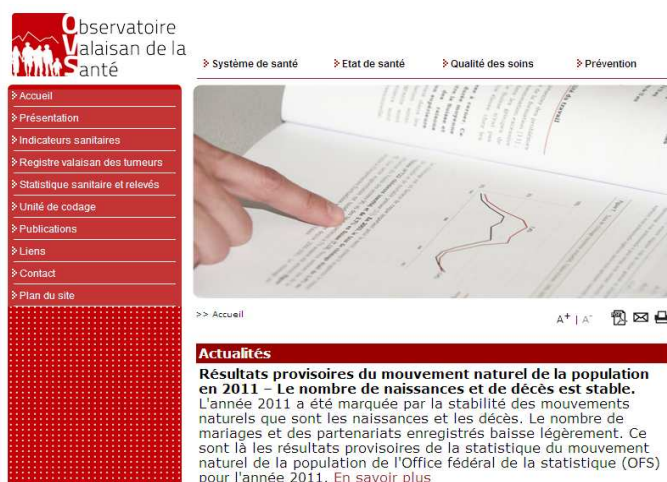 Observatoire
Valaisan de la
Santé
Système de santé
Etat de santé
Qualité des soins
Prévention
Accueil
Présentation
Indicateurs sanitaires
Registre valaisan des tumeurs
Statistique sanitaire et relevés
Unité de codage
Publications
Liens
Contact
Plan du site
>> Accueil
A+ | A-
Actualités
Résultats provisoires du mouvement naturel de la population
en 2011 – Le nombre de naissances et de décès est stable.
L'année 2011 a été marquée par la stabilité des mouvements
naturels que sont les naissances et les décès. Le nombre de
mariages et des partenariats enregistrés baisse légèrement. Ce
sont là les résultats provisoires de la statistique du mouvement
naturel de la population de l'Office fédéral de la statistique (OFS)
pour l'année 2011. En savoir plus